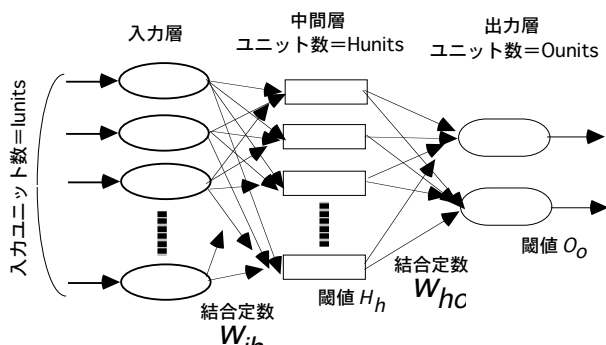 入力層
中間層
ユニット数=Hunits
出力層
ユニット数=Ounits
入力ユニット数=Iunits
結合定数
Wih
閾値 Hh
結合定数
Who
閾値 Oo